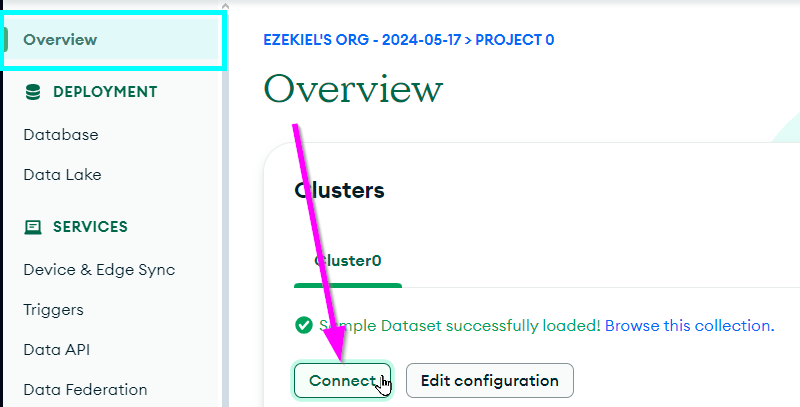 Overview
DEPLOYMENT
Database
Data Lake
SERVICES
Device & Edge Sync
Triggers
Data API
Data Federation
EZEKIEL'S ORG - 2024-05-17 > PROJECT 0
Overview
Clusters
Cluster0
Sample Dataset successfully loaded! Browse this collection.
Connect
Edit configuration